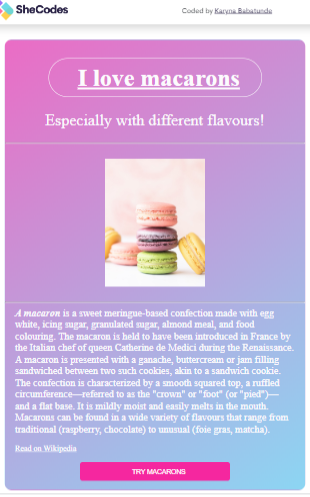 SheCodes
Coded by Karyna Babatunde
I love macarons
Especially with different flavours!
A macaron is a sweet meringue-based confection made with egg
white, icing sugar, granulated sugar, almond meal, and food
colouring. The macaron is held to have been introduced in France by
the Italian chef of queen Catherine de Medici during the Renaissance.
A macaron is presented with a ganache, buttercream or jam filling
sandwiched between two such cookies, akin to a sandwich cookie.
The confection is characterized by a smooth squared top, a ruffled
circumference—referred to as the "crown" or "foot" (or "pied")—
and a flat base. It is mildly moist and easily melts in the mouth.
Macarons can be found in a wide variety of flavours that range from
traditional (raspberry, chocolate) to unusual (foie gras, matcha).
Read on Wikipedia
TRY MACARONS